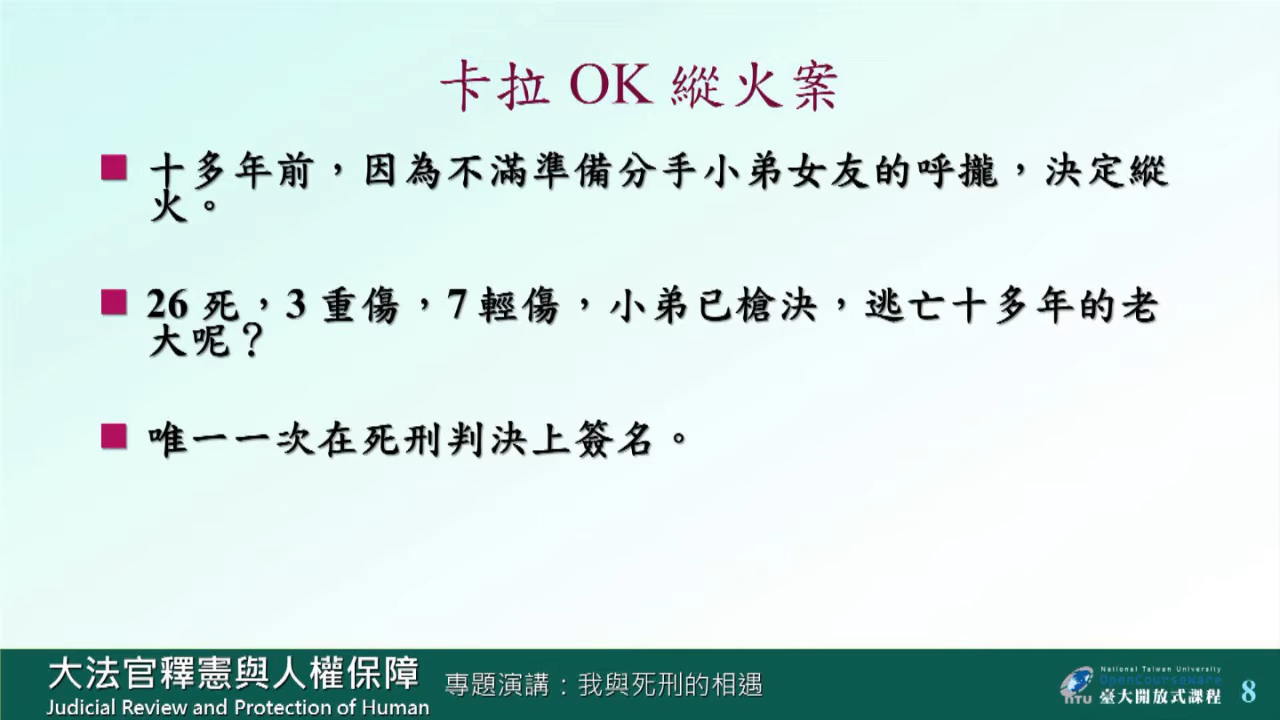 卡拉 OK 縱火案
■ 十多年前，因為不滿準備分手小弟女友的呼攏，決定縱
火。
■ 26 死，3 重傷，7 輕傷，小弟已槍決，逃亡十多年的老
大呢？
■ 唯一一次在死刑判決上簽名。
大法官釋憲與人權保障 專題演講：我與死刑的相遇
Judicial Review and Protection of Human
National Taiwan University
OpenCourseWare
NTU 臺大開放式課程 8